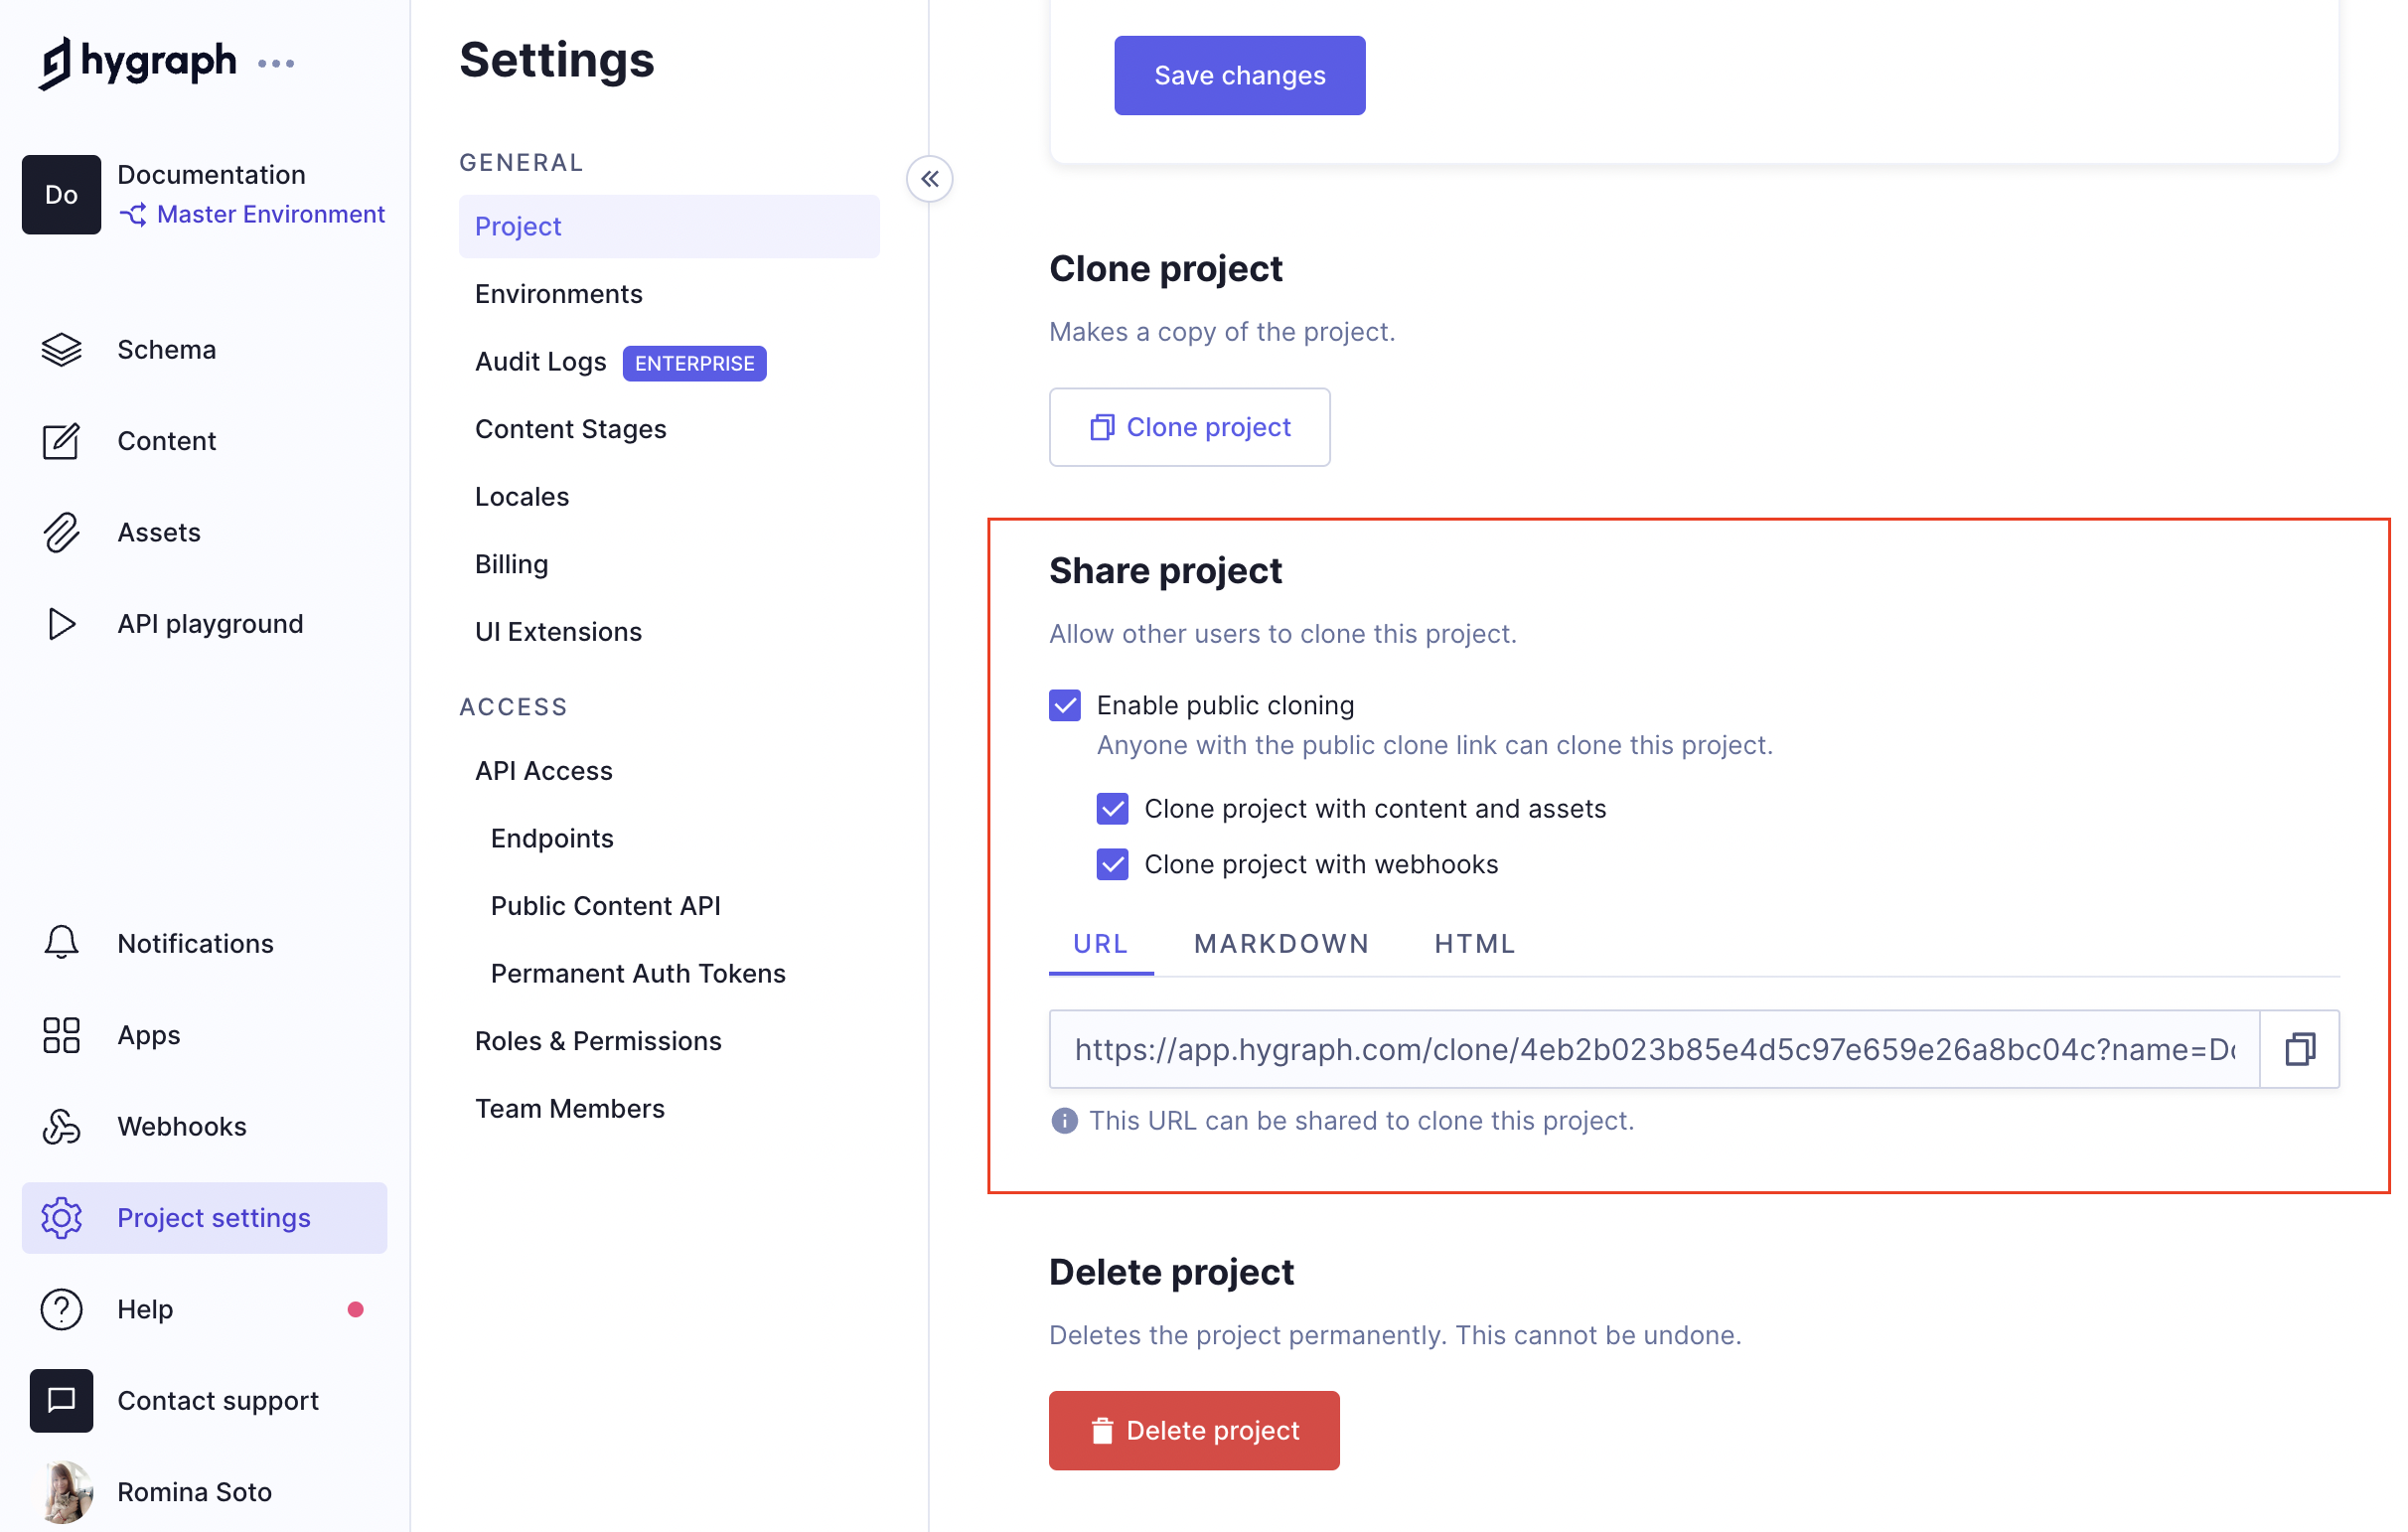 hygraph
Do
Documentation
Master Environment
Schema
Content
Assets
API playground
Notifications
Apps
Webhooks
Project settings
Help
Contact support
Romina Soto
Settings
GENERAL
Project
Environments
Audit Logs ENTERPRISE
Content Stages
Locales
Billing
UI Extensions
ACCESS
API Access
Endpoints
Public Content API
Permanent Auth Tokens
Roles & Permissions
Team Members
Save changes
Clone project
Makes a copy of the project.
Clone project
Share project
Allow other users to clone this project.
Enable public cloning
Anyone with the public clone link can clone this project.
Clone project with content and assets
Clone project with webhooks
URL MARKDOWN HTML
https://app.hygraph.com/clone/4eb2b023b85e4d5c97e659e26a8bc04c?name=Do
This URL can be shared to clone this project.
Delete project
Deletes the project permanently. This cannot be undone.
Delete project